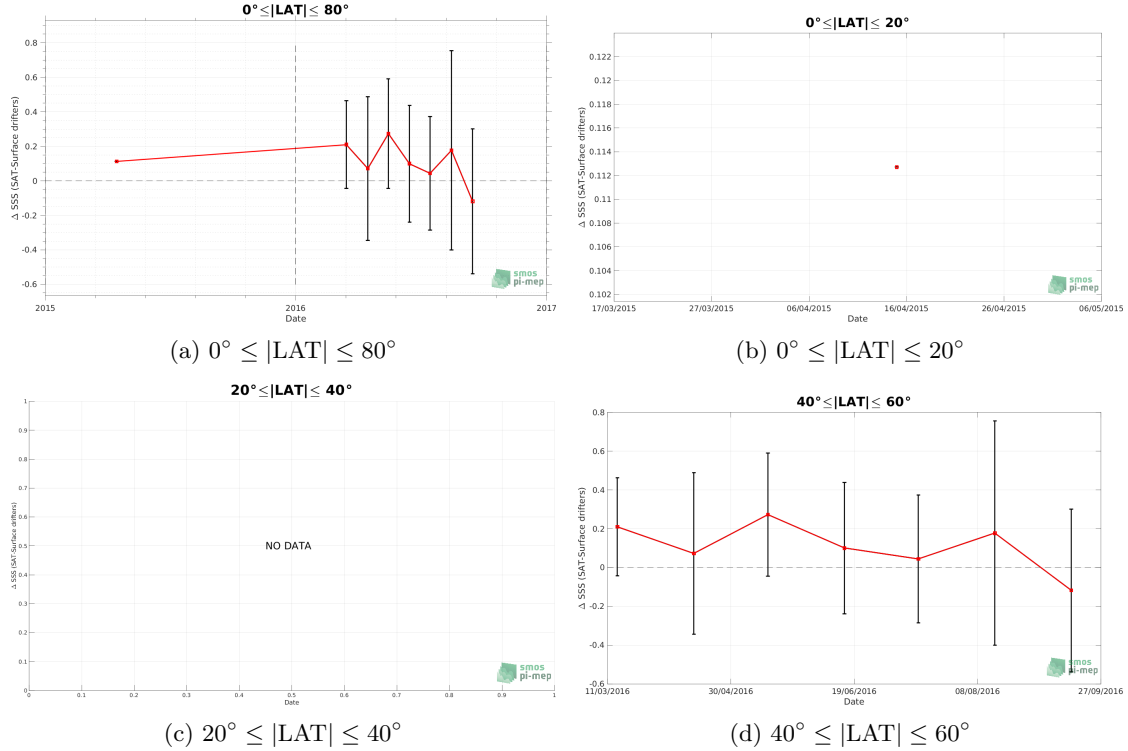 0°≤|LAT|≤ 80°
Δ SSS (SAT-Surface drifters)
0.8
0.6
0.4
0.2
0
-0.2
-0.4
-0.6
2015
2016
2017
Date
smos
pi-mep
(a) 0° ≤ |LAT| ≤ 80°
0°≤|LAT|≤ 20°
Δ SSS (SAT-Surface drifters)
0.122
0.12
0.118
0.116
0.114
0.112
0.11
0.108
0.106
0.104
0.102
17/03/2015
27/03/2015
06/04/2015
16/04/2015
26/04/2015
06/05/2015
Date
smos
pi-mep
(b) 0° ≤ |LAT| ≤ 20°
20°≤|LAT|≤ 40°
Δ SSS (SAT-Surface drifters)
1
0.9
0.8
0.7
0.6
0.5
0.4
0.3
0.2
0.1
0
NO DATA
0
0.1
0.2
0.3
0.4
0.5
0.6
0.7
0.8
0.9
1
Date
smos
pi-mep
(c) 20° ≤ |LAT| ≤ 40°
40°≤|LAT|≤ 60°
Δ SSS (SAT-Surface drifters)
0.8
0.6
0.4
0.2
0
-0.2
-0.4
-0.6
11/03/2016
30/04/2016
19/06/2016
08/08/2016
27/09/2016
Date
smos
pi-mep
(d) 40° ≤ |LAT| ≤ 60°